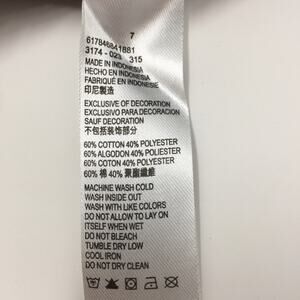 7
617846841881
3174 - 023 315
MADE IN INDONESIA
HECHO EN INDONESIA
FABRIQUÉ EN INDONESIE
印尼製造
EXCLUSIVE OF DECORATION
EXCLUSIVO PARA DECORACION
SAUF DECORATION
不包括装饰部分
60% COTTON 40% POLYESTER
60% ALGODON 40% POLIESTER
60% COTON 40% POLYESTER
60% 棉 40% 聚脂纖維
MACHINE WASH COLD
WASH INSIDE OUT
WASH WITH LIKE COLORS
DO NOT ALLOW TO LAY ON
ITSELF WHEN WET
DO NOT BLEACH
TUMBLE DRY LOW
COOL IRON
DO NOT DRY CLEAN